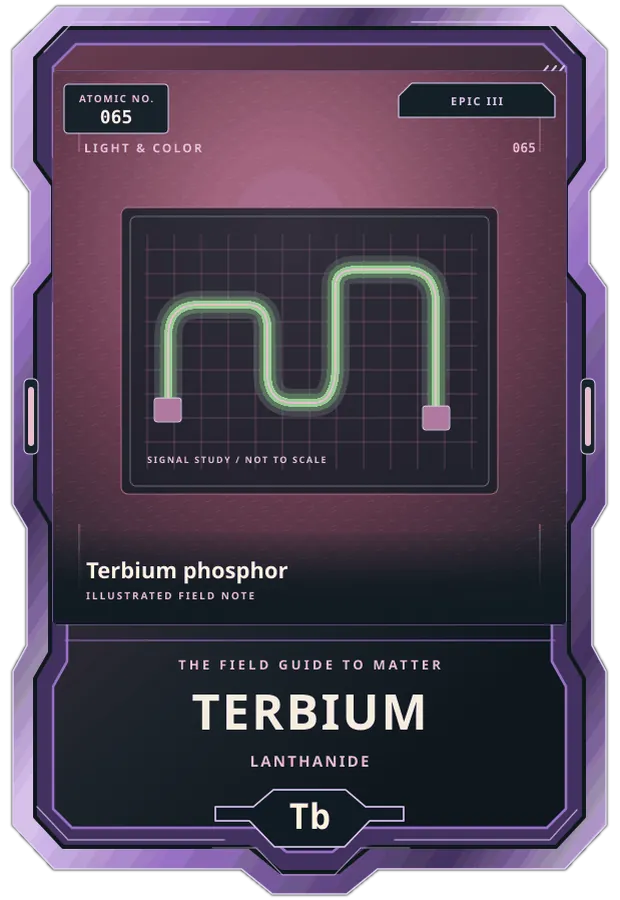 ATOMIC NO.
065
EPIC III
LIGHT & COLOR
065
SIGNAL STUDY / NOT TO SCALE
Terbium phosphor
ILLUSTRATED FIELD NOTE
THE FIELD GUIDE TO MATTER
TERBIUM
LANTHANIDE
Tb